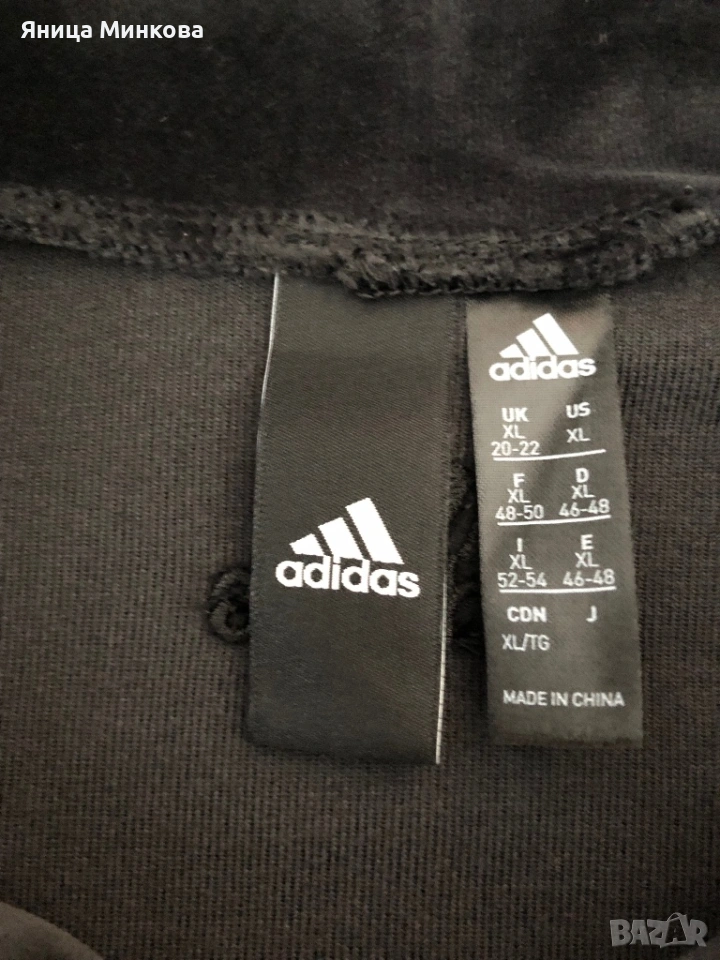 Яница Минкова
adidas
adidas
UK US
XL XL
20-22
F D
XL XL
48-50 46-48
I E
XL XL
52-54 46-48
CDN J
XL/TG
MADE IN CHINA
BAZAR